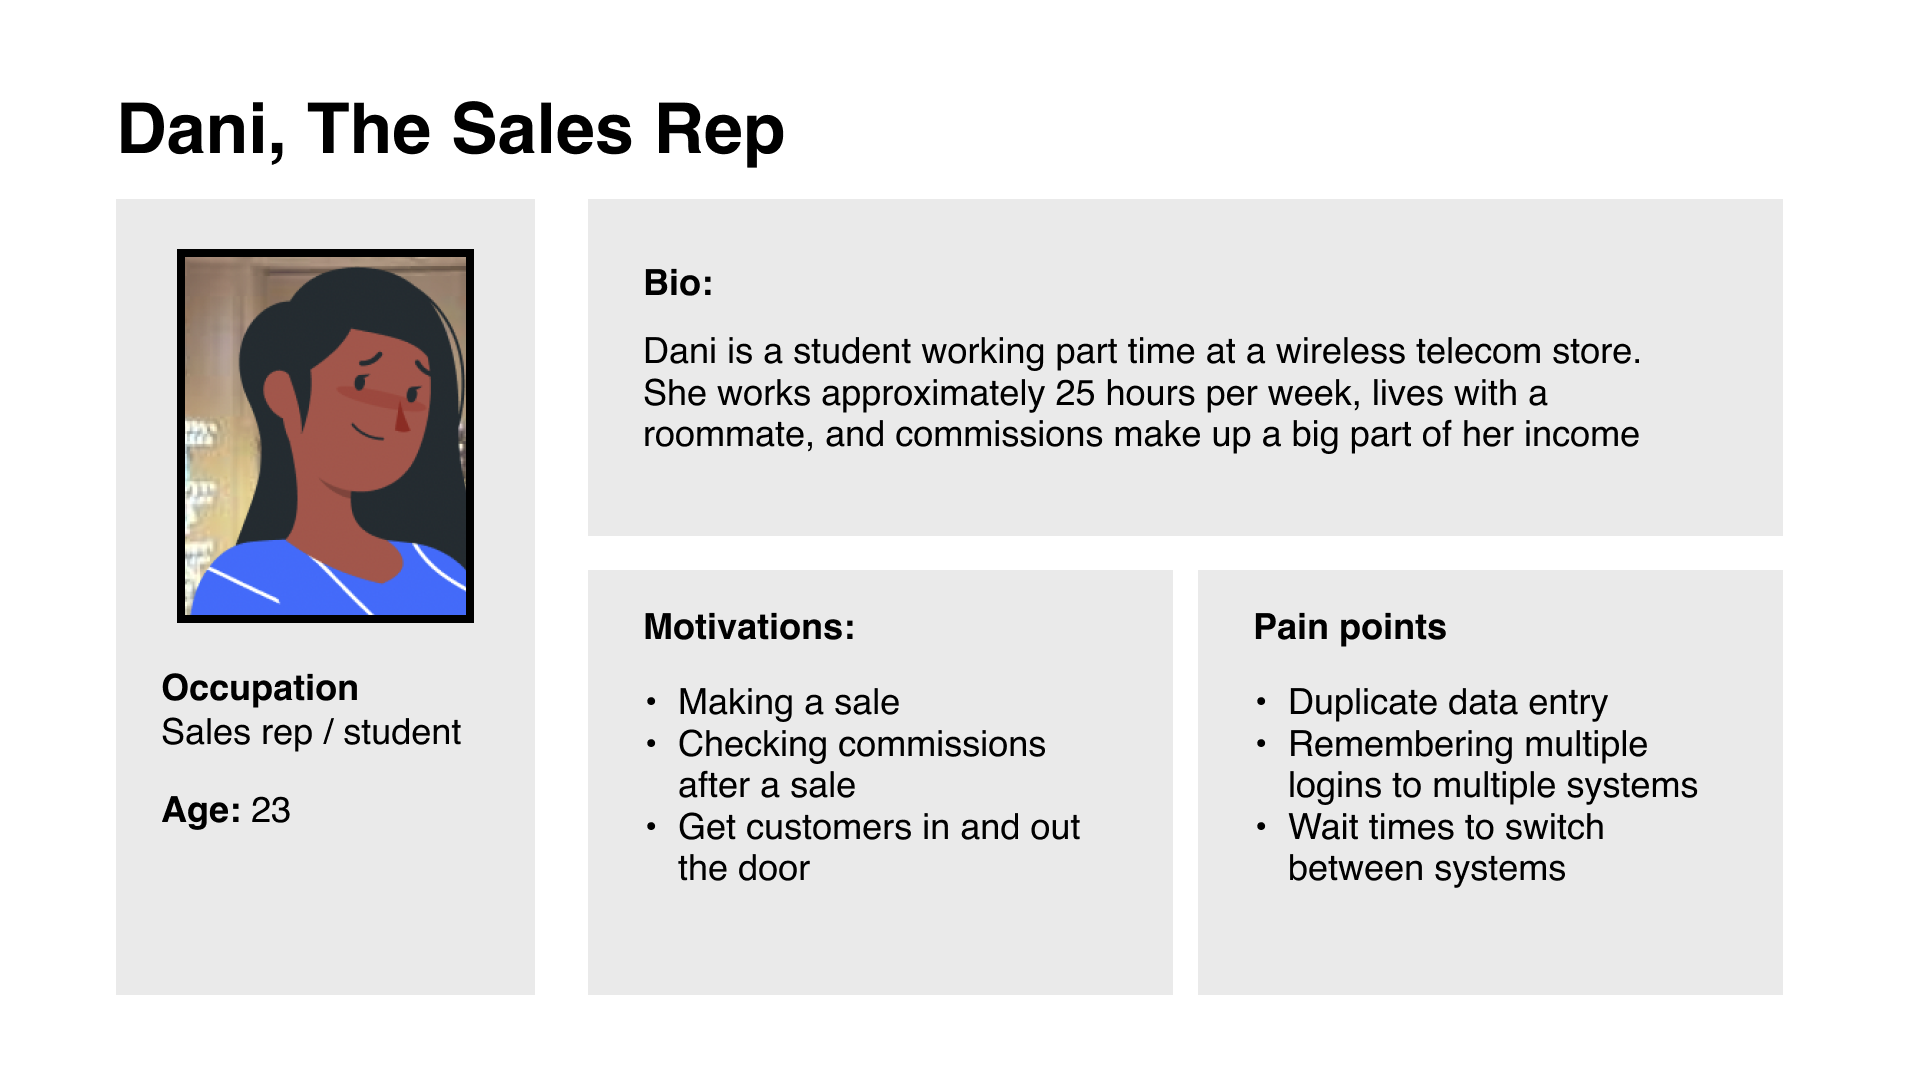 Dani, The Sales Rep
Occupation
Sales rep / student
Age: 23
Bio:
Dani is a student working part time at a wireless telecom store.
She works approximately 25 hours per week, lives with a
roommate, and commissions make up a big part of her income
Motivations:
• Making a sale
• Checking commissions
after a sale
• Get customers in and out
the door
Pain points
• Duplicate data entry
• Remembering multiple
logins to multiple systems
• Wait times to switch
between systems